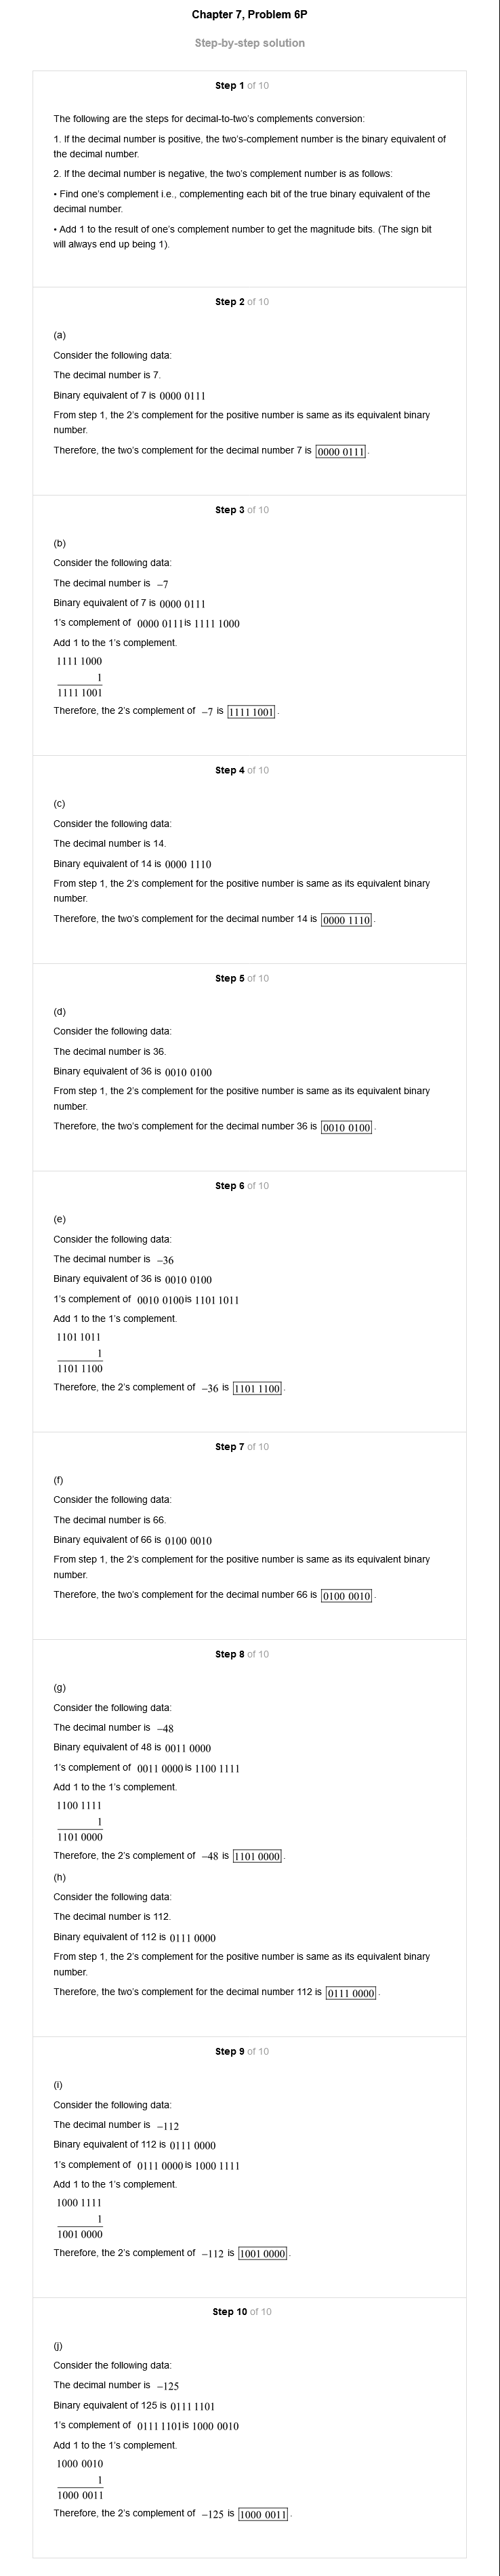 Chapter 7, Problem 6P
Step-by-step solution
Step 1 of 10
The following are the steps for decimal-to-two's complements conversion:
1. If the decimal number is positive, the two's-complement number is the binary equivalent of
the decimal number.
2. If the decimal number is negative, the two's complement number is as follows:
• Find one's complement i.e., complementing each bit of the true binary equivalent of the
decimal number.
• Add 1 to the result of one's complement number to get the magnitude bits. (The sign bit
will always end up being 1).
Step 2 of 10
(a)
Consider the following data:
The decimal number is 7.
Binary equivalent of 7 is 0000 0111
From step 1, the 2's complement for the positive number is same as its equivalent binary
number.
Therefore, the two's complement for the decimal number 7 is 0000 0111.
Step 3 of 10
(b)
Consider the following data:
The decimal number is −7
Binary equivalent of 7 is 0000 0111
1's complement of 0000 0111 is 1111 1000
Add 1 to the 1's complement.
1111 1000
1
1111 1001
Therefore, the 2's complement of −7 is 1111 1001.
Step 4 of 10
(c)
Consider the following data:
The decimal number is 14.
Binary equivalent of 14 is 0000 1110
From step 1, the 2's complement for the positive number is same as its equivalent binary
number.
Therefore, the two's complement for the decimal number 14 is 0000 1110.
Step 5 of 10
(d)
Consider the following data:
The decimal number is 36.
Binary equivalent of 36 is 0010 0100
From step 1, the 2's complement for the positive number is same as its equivalent binary
number.
Therefore, the two's complement for the decimal number 36 is 0010 0100.
Step 6 of 10
(e)
Consider the following data:
The decimal number is −36
Binary equivalent of 36 is 0010 0100
1's complement of 0010 0100 is 1101 1011
Add 1 to the 1's complement.
1101 1011
1
1101 1100
Therefore, the 2's complement of −36 is 1101 1100.
Step 7 of 10
(f)
Consider the following data:
The decimal number is 66.
Binary equivalent of 66 is 0100 0010
From step 1, the 2's complement for the positive number is same as its equivalent binary
number.
Therefore, the two's complement for the decimal number 66 is 0100 0010.
Step 8 of 10
(g)
Consider the following data:
The decimal number is −48
Binary equivalent of 48 is 0011 0000
1's complement of 0011 0000 is 1100 1111
Add 1 to the 1's complement.
1100 1111
1
1101 0000
Therefore, the 2's complement of −48 is 1101 0000.
(h)
Consider the following data:
The decimal number is 112.
Binary equivalent of 112 is 0111 0000
From step 1, the 2's complement for the positive number is same as its equivalent binary
number.
Therefore, the two's complement for the decimal number 112 is 0111 0000.
Step 9 of 10
(i)
Consider the following data:
The decimal number is −112
Binary equivalent of 112 is 0111 0000
1's complement of 0111 0000 is 1000 1111
Add 1 to the 1's complement.
1000 1111
1
1001 0000
Therefore, the 2's complement of −112 is 1001 0000.
Step 10 of 10
(j)
Consider the following data:
The decimal number is −125
Binary equivalent of 125 is 0111 1101
1's complement of 0111 1101 is 1000 0010
Add 1 to the 1's complement.
1000 0010
1
1000 0011
Therefore, the 2's complement of −125 is 1000 0011.